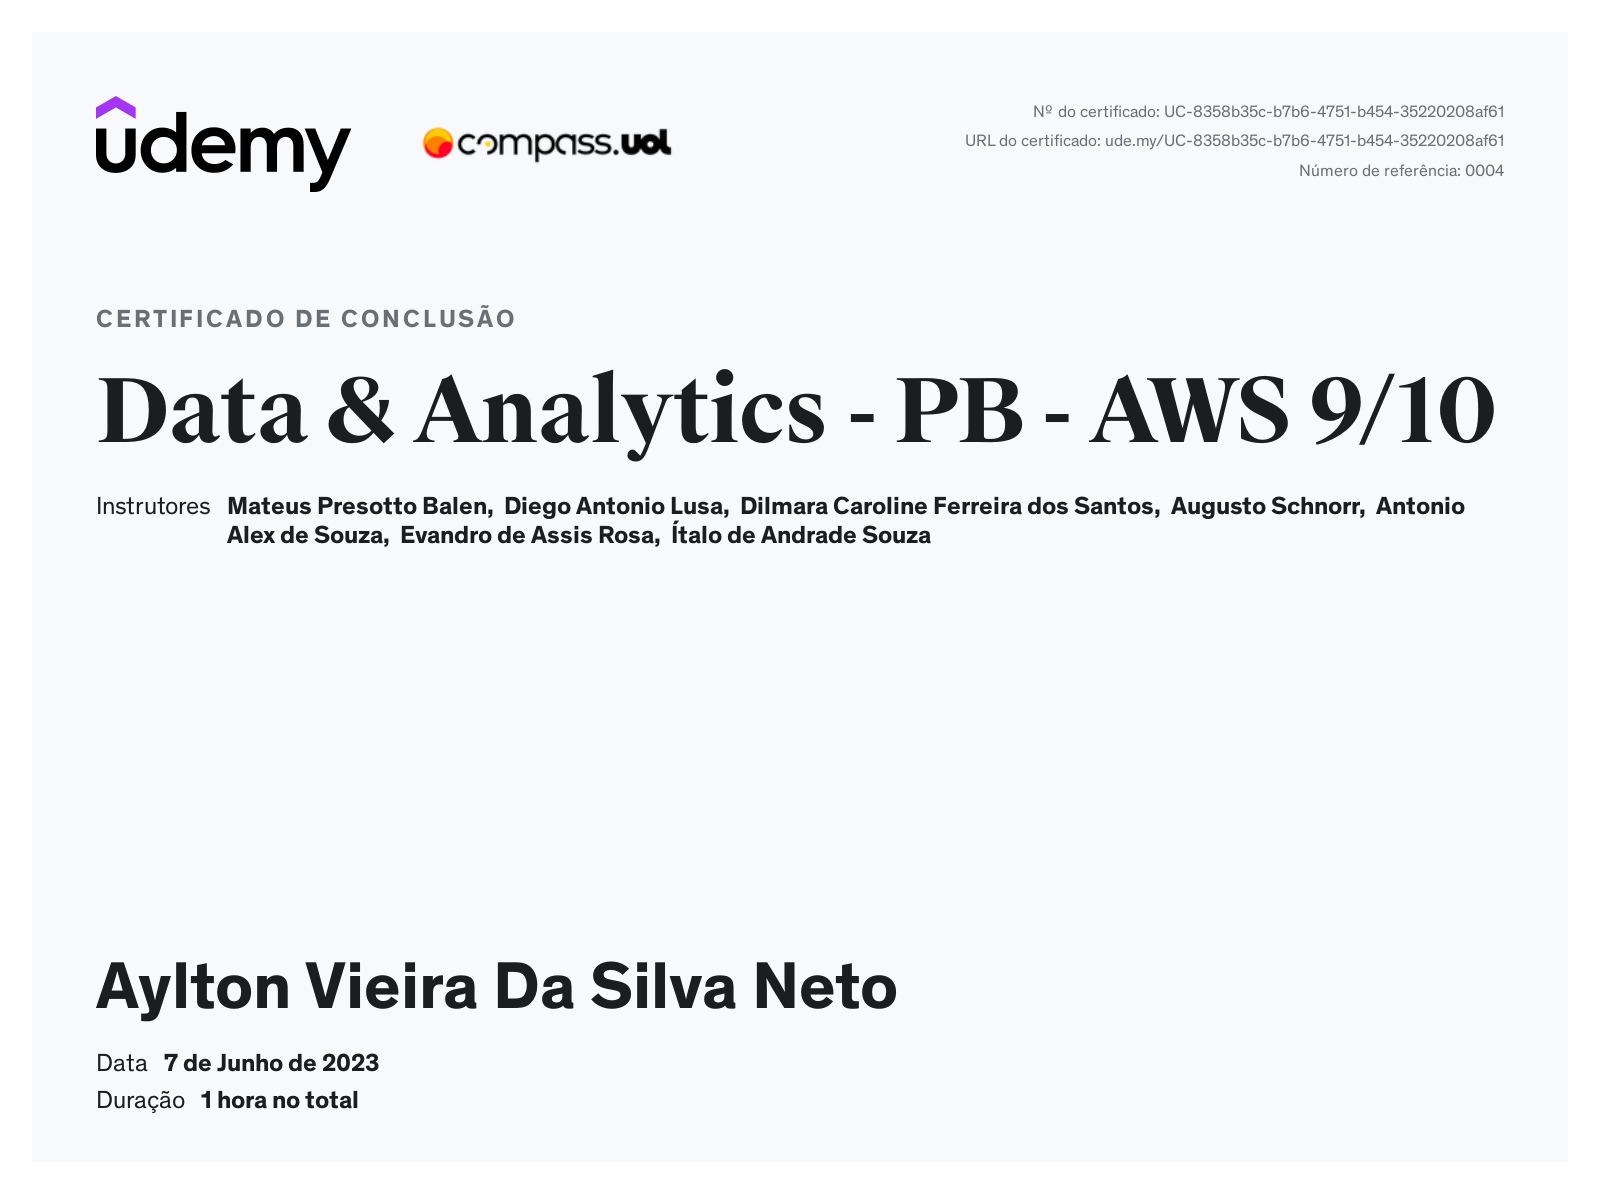 udemy
compass.uol
Nº do certificado: UC-8358b35c-b7b6-4751-b454-35220208af61
URL do certificado: ude.my/UC-8358b35c-b7b6-4751-b454-35220208af61
Número de referência: 0004
CERTIFICADO DE CONCLUSÃO
Data & Analytics - PB - AWS 9/10
Instrutores Mateus Presotto Balen, Diego Antonio Lusa, Dilmara Caroline Ferreira dos Santos, Augusto Schnorr, Antonio
Alex de Souza, Evandro de Assis Rosa, Ítalo de Andrade Souza
Aylton Vieira Da Silva Neto
Data 7 de Junho de 2023
Duração 1 hora no total